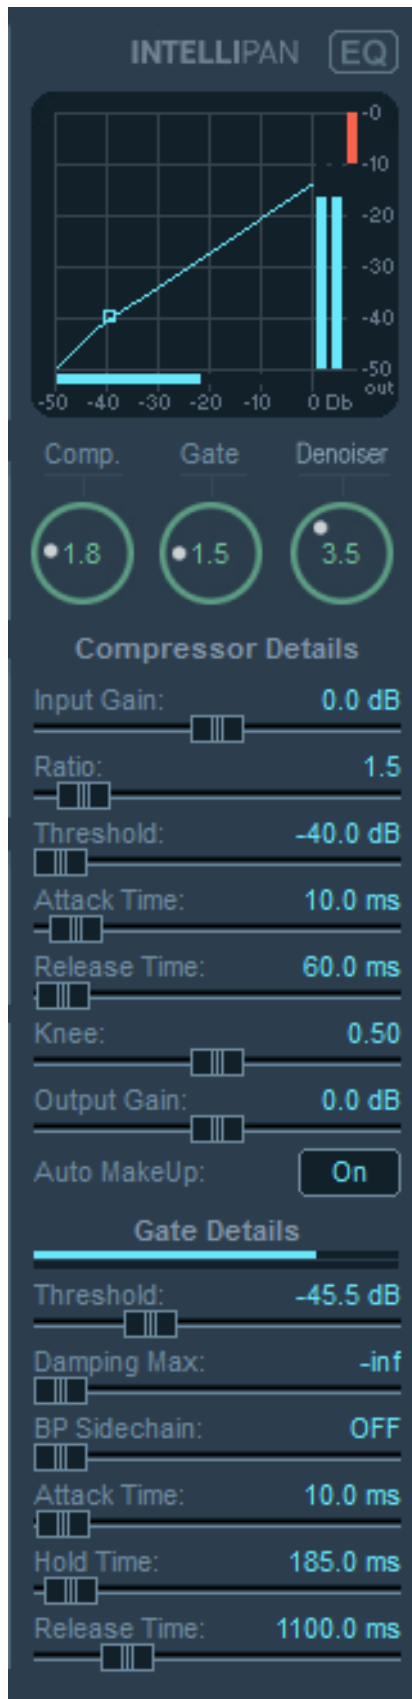 INTELLIPAN EQ
-0
-10
-20
-30
-40
-50
out
-50 -40 -30 -20 -10 0 Db
Comp. Gate Denoiser
1.8 1.5 3.5
Compressor Details
Input Gain: 0.0 dB
Ratio: 1.5
Threshold: -40.0 dB
Attack Time: 10.0 ms
Release Time: 60.0 ms
Knee: 0.50
Output Gain: 0.0 dB
Auto MakeUp: On
Gate Details
Threshold: -45.5 dB
Damping Max: -inf
BP Sidechain: OFF
Attack Time: 10.0 ms
Hold Time: 185.0 ms
Release Time: 1100.0 ms